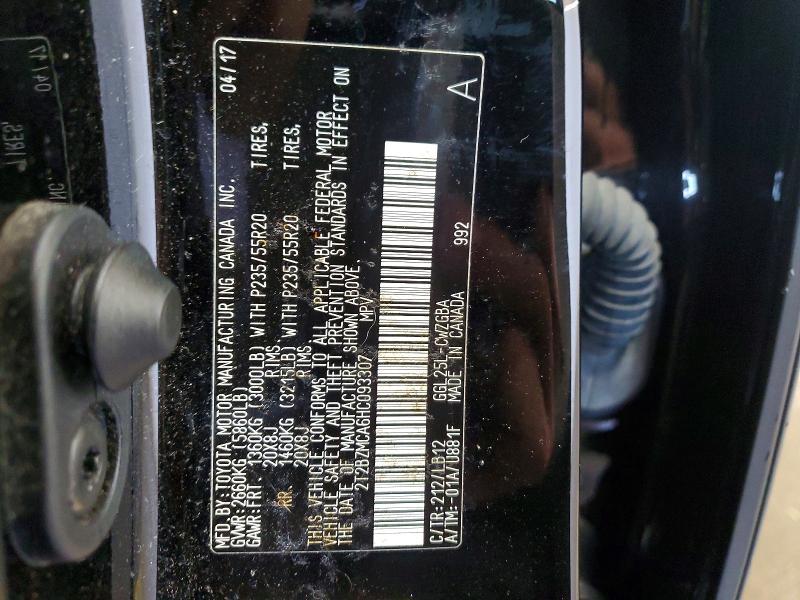 MFD.BY:TOYOTA MOTOR MANUFACTURING CANADA INC. 04/17
GVWR:2660KG (5860LB)
GAWR:FRT. 1360KG (3000LB) WITH P235/55R20 TIRES,
20X8J RIMS
RR. 1460KG (3215LB) WITH P235/55R20 TIRES,
20X8J RIMS
THIS VEHICLE CONFORMS TO ALL APPLICABLE FEDERAL MOTOR
VEHICLE SAFETY AND THEFT PREVENTION STANDARDS IN EFFECT ON
THE DATE OF MANUFACTURE SHOWN ABOVE.
MPV
C/TR:212/LB12 GGL25L-CWZGBA
A/TM:-01A/U881F MADE IN CANADA 992 A